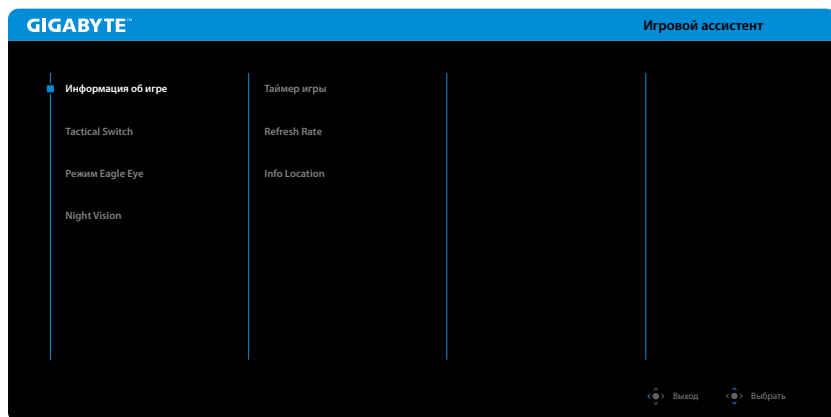 GIGABYTE™
Игровой ассистент
Информация об игре
Таймер игры
Tactical Switch
Refresh Rate
Режим Eagle Eye
Info Location
Night Vision
Выход
Выбрать